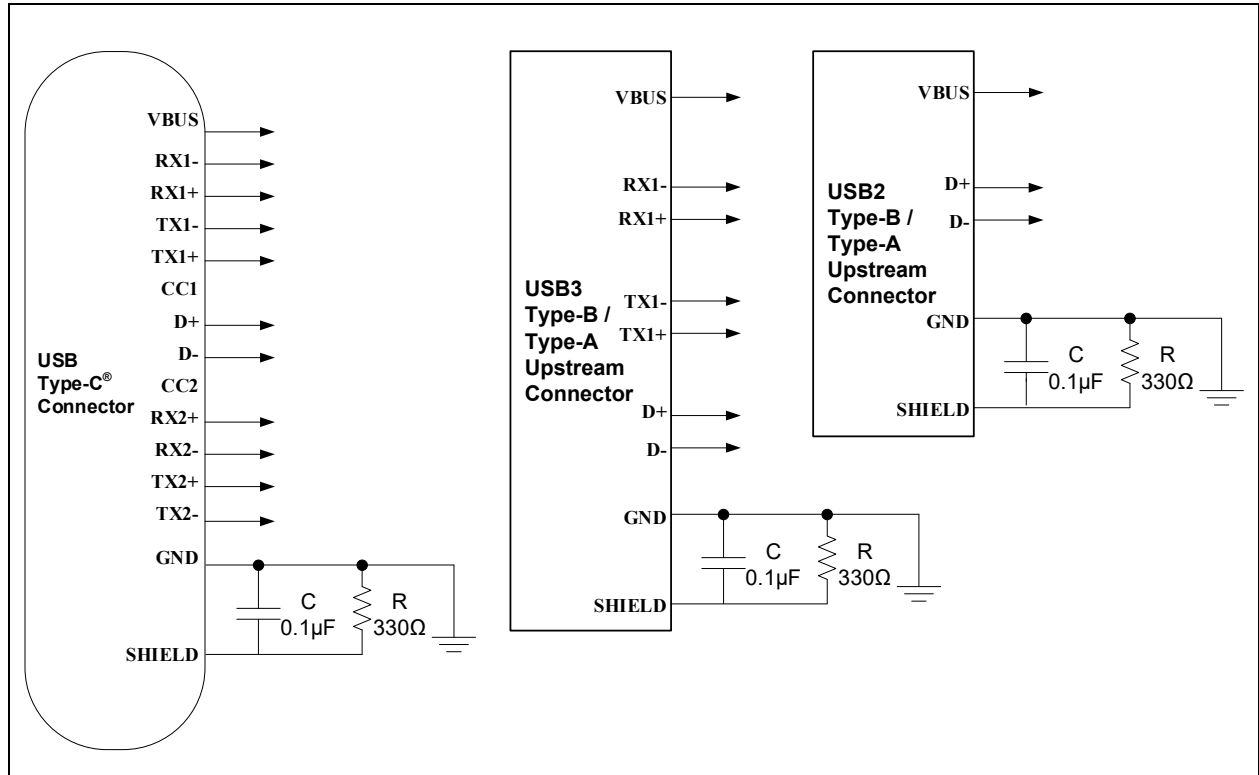 VBUS
RX1-
RX1+
TX1-
TX1+
CC1
D+
D-
CC2
RX2+
RX2-
TX2+
TX2-
GND
SHIELD
USB
Type-C®
Connector
C
0.1µF
R
330Ω
VBUS
RX1-
RX1+
TX1-
TX1+
D+
D-
GND
SHIELD
USB3
Type-B /
Type-A
Upstream
Connector
C
0.1µF
R
330Ω
VBUS
D+
D-
GND
SHIELD
USB2
Type-B /
Type-A
Upstream
Connector
C
0.1µF
R
330Ω